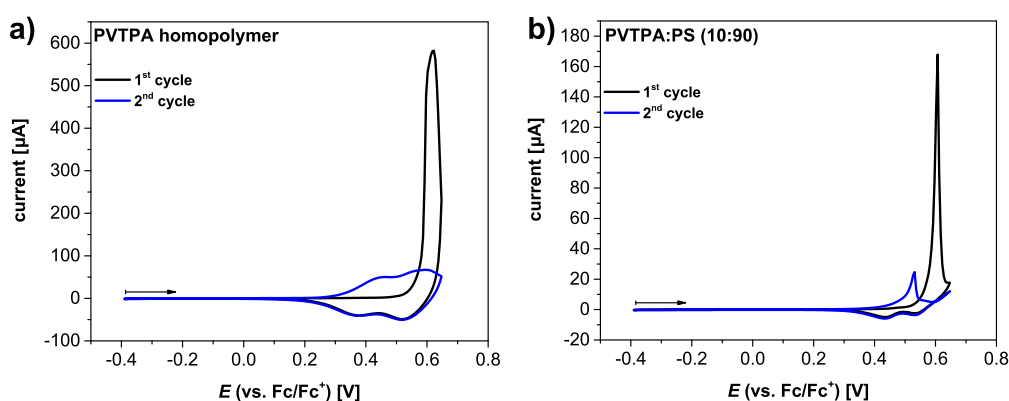 a)
PVTPA homopolymer
1st cycle
2nd cycle
600
500
400
300
200
100
0
-100
current [µA]
-0.4 -0.2 0.0 0.2 0.4 0.6 0.8
E (vs. Fc/Fc+) [V]
b)
PVTPA:PS (10:90)
1st cycle
2nd cycle
180
160
140
120
100
80
60
40
20
0
-20
current [µA]
-0.4 -0.2 0.0 0.2 0.4 0.6 0.8
E (vs. Fc/Fc+) [V]